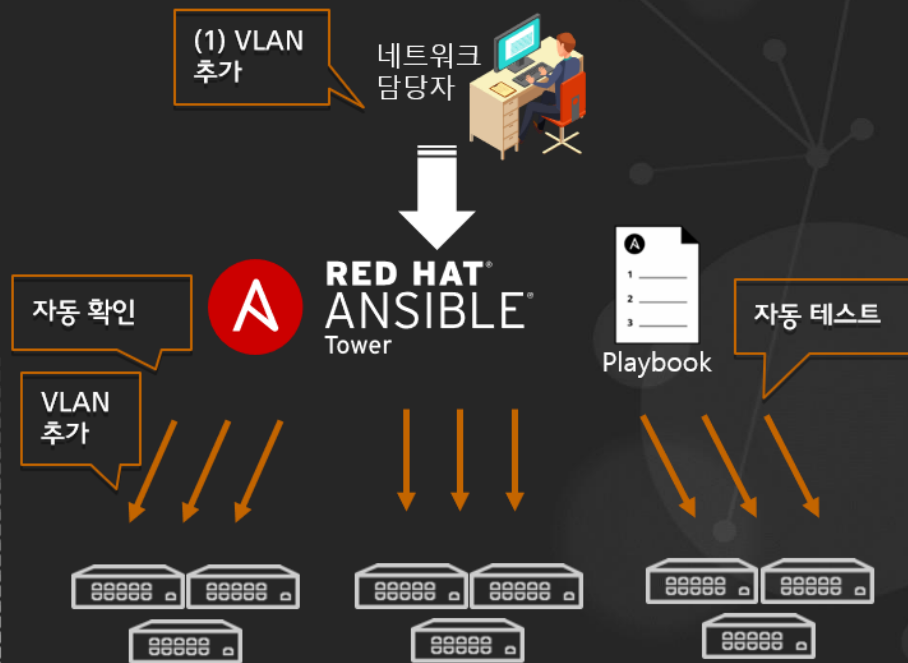 (1) VLAN
추가
네트워크
담당자
RED HAT®
ANSIBLE®
Tower
1
2
3
Playbook
자동 확인
자동 테스트
VLAN
추가